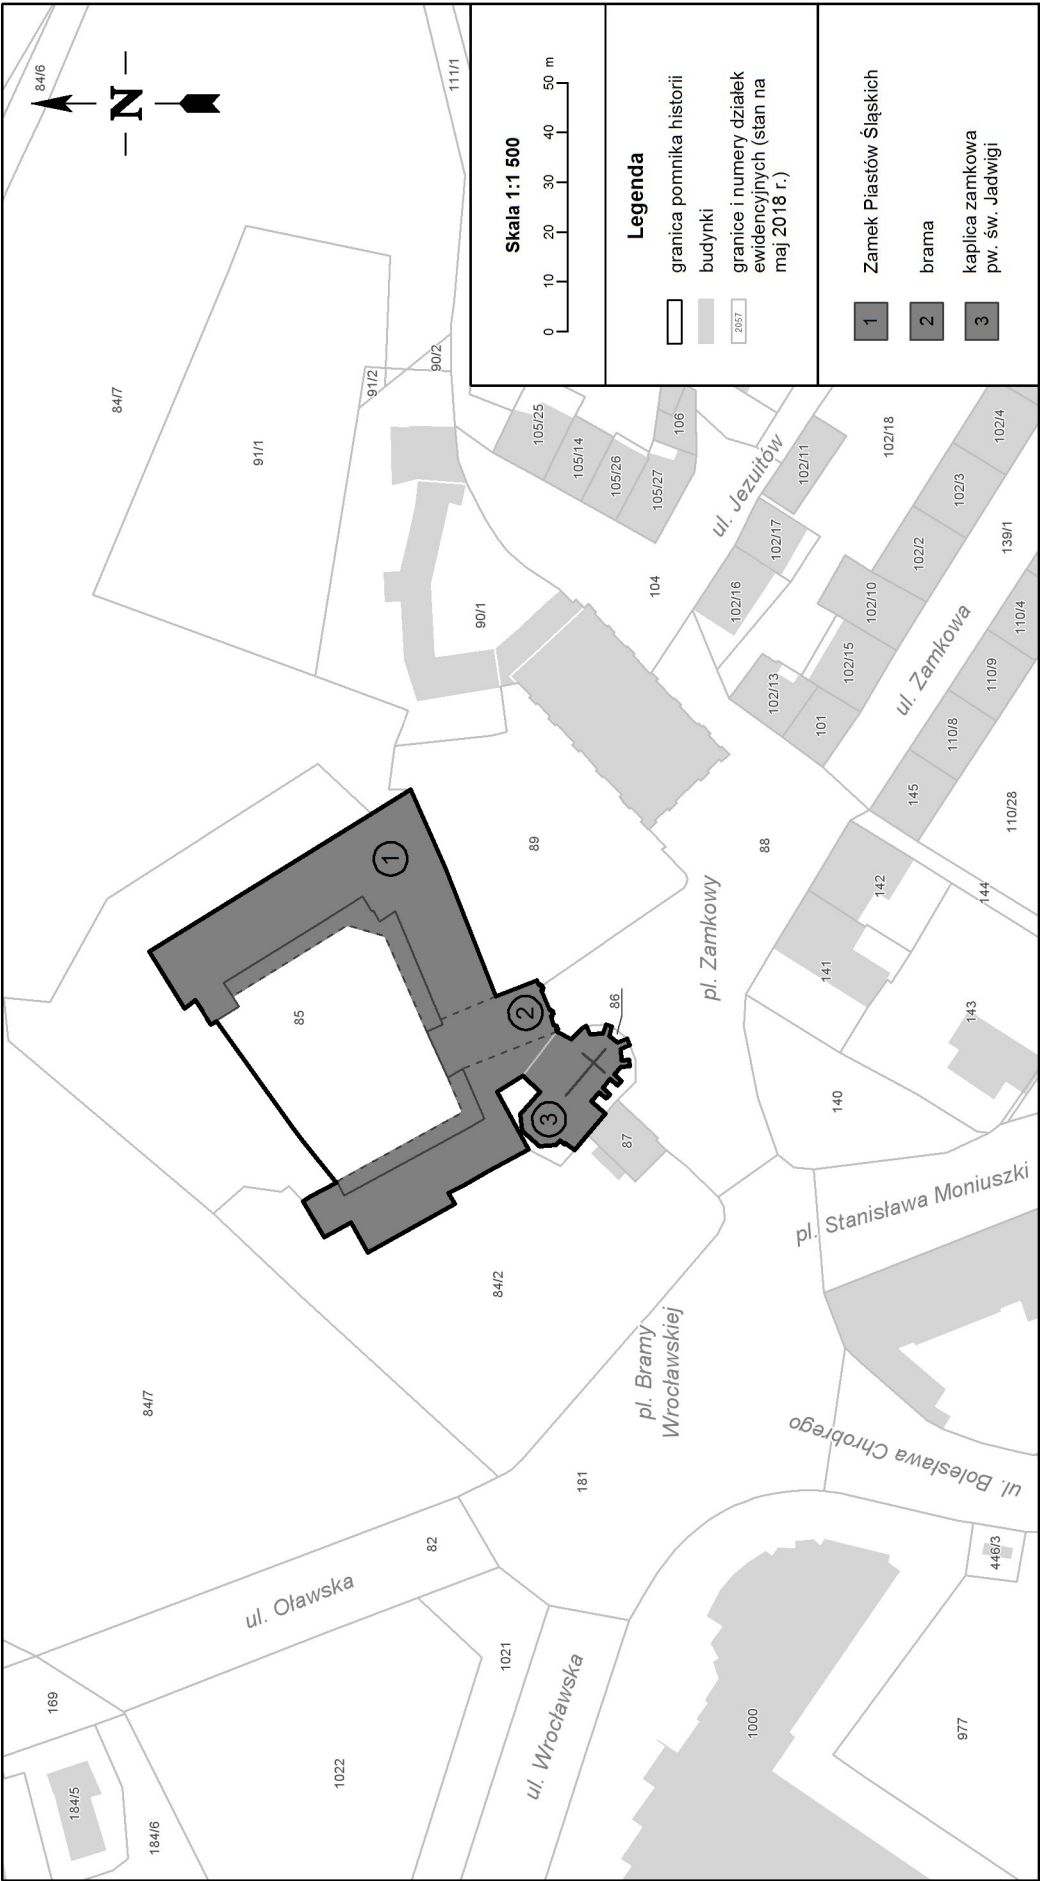 84/6
N
111/1
Skala 1:1 500
0 10 20 30 40 50 m
Legenda
granica pomnika historii
budynki
2057
granice i numery działek
ewidencyjnych (stan na
maj 2018 r.)
1
Zamek Piastów Śląskich
2
brama
3
kaplica zamkowa
pw. św. Jadwigi
84/7
91/1
91/2
90/2
90/1
105/25
105/14
105/26
105/27
106
ul. Jezuitów
104
102/11
102/18
102/17
102/16
102/4
102/3
102/2
102/10
102/15
102/13
101
139/1
ul. Zamkowa
110/4
110/9
110/8
145
110/28
144
1
85
89
88
2
3
86
87
pl. Zamkowy
142
141
143
140
pl. Stanisława Moniuszki
84/2
84/7
pl. Bramy
Wrocławskiej
ul. Bolesława Chrobrego
181
82
ul. Oławska
446/3
169
1021
ul. Wrocławska
1022
184/5
184/6
1000
977